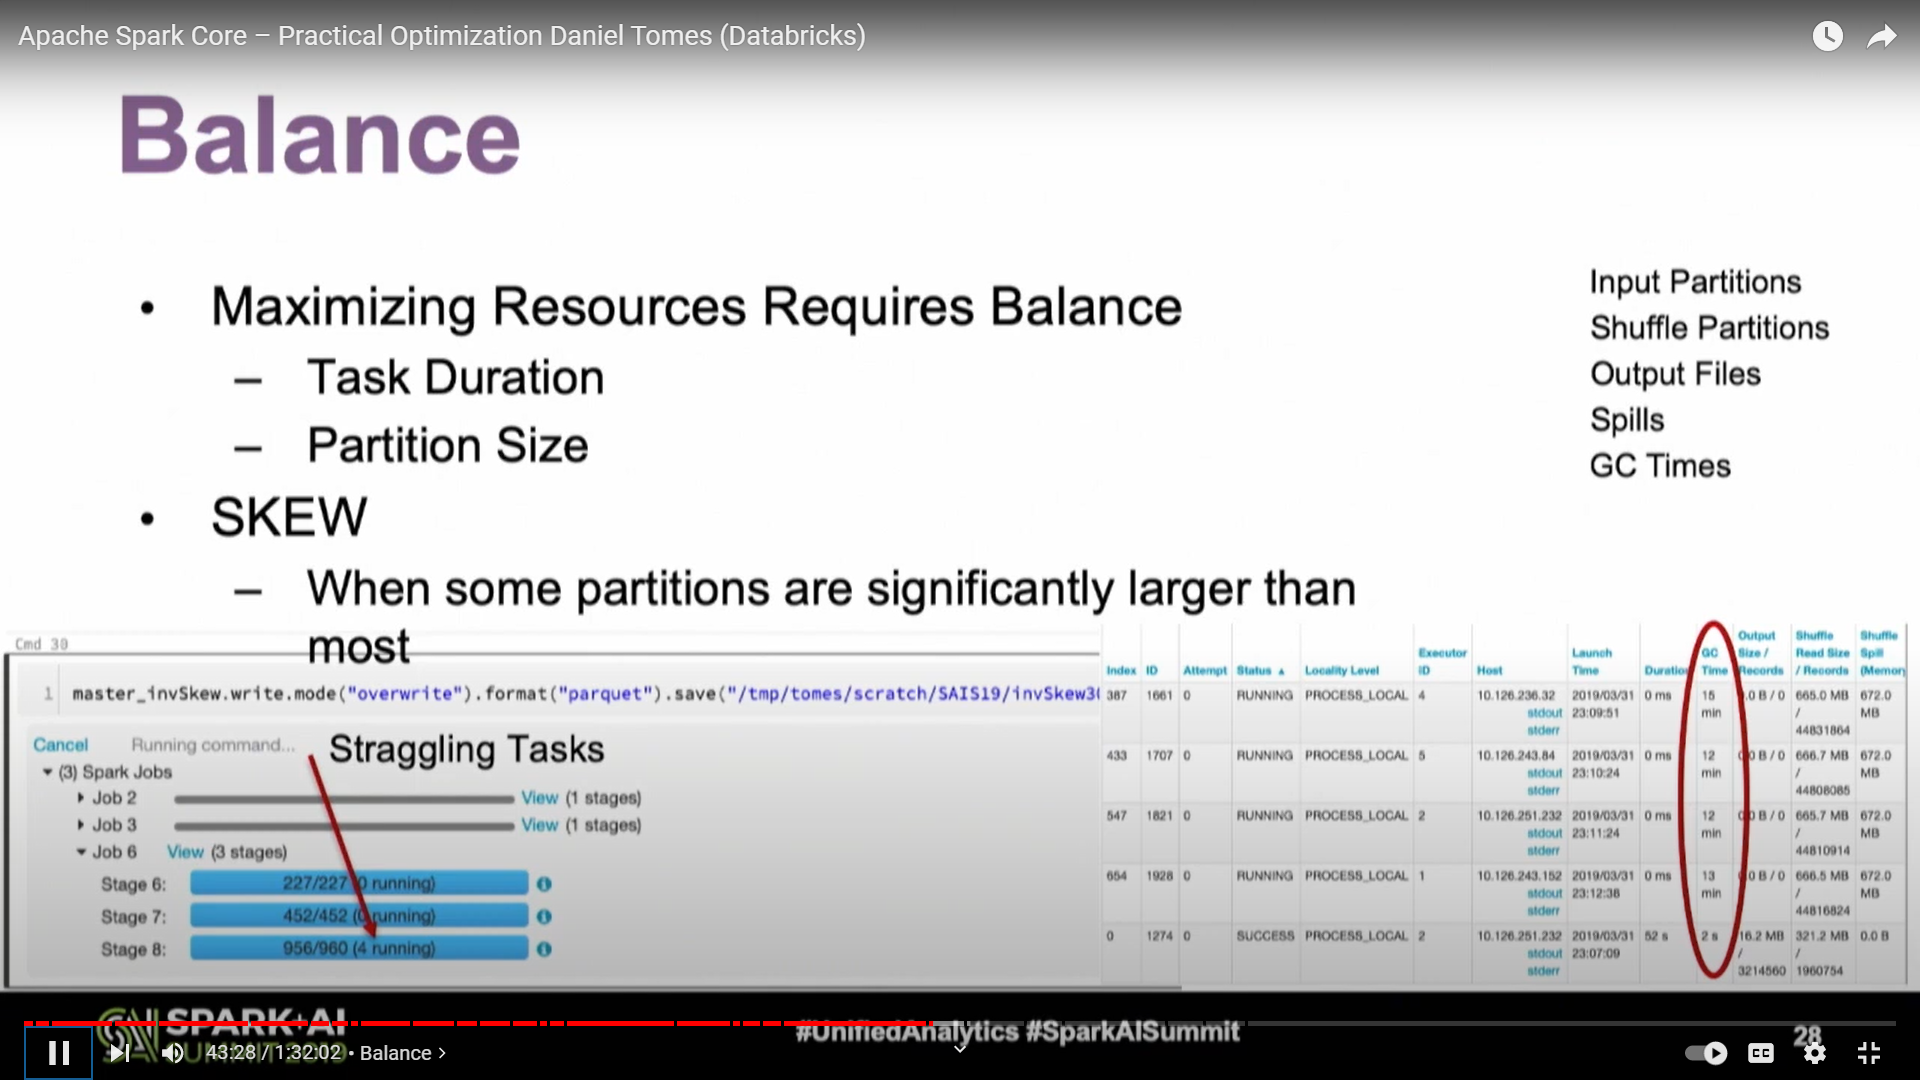 Apache Spark Core – Practical Optimization Daniel Tomes (Databricks)
Balance
• Maximizing Resources Requires Balance
– Task Duration
– Partition Size
• SKEW
– When some partitions are significantly larger than
most
Input Partitions
Shuffle Partitions
Output Files
Spills
GC Times
Cmd 30
1 master_invSkew.write.mode("overwrite").format("parquet").save("/tmp/tomes/scratch/SAIS19/invSkew30
Cancel Running command...
Straggling Tasks
(3) Spark Jobs
Job 2 View (1 stages)
Job 3 View (1 stages)
Job 6 View (3 stages)
Stage 6: 227/227 (0 running)
Stage 7: 452/452 (0 running)
Stage 8: 956/960 (4 running)
Index ID Attempt Status ▲ Locality Level Executor ID Host Launch Time Duration GC Time Output Size / Records Shuffle Read Size / Records Shuffle Spill (Memory
387 1661 0 RUNNING PROCESS_LOCAL 4 10.126.236.32 2019/03/31 0 ms 15 0.0 B / 0 665.0 MB 672.0
stdout 23:09:51 min / MB
stderr 44831864
433 1707 0 RUNNING PROCESS_LOCAL 5 10.126.243.84 2019/03/31 0 ms 12 0.0 B / 0 666.7 MB 672.0
stdout 23:10:24 min / MB
stderr 44808085
547 1821 0 RUNNING PROCESS_LOCAL 2 10.126.251.232 2019/03/31 0 ms 12 0.0 B / 0 665.7 MB 672.0
stdout 23:11:24 min / MB
stderr 44810914
654 1928 0 RUNNING PROCESS_LOCAL 1 10.126.243.152 2019/03/31 0 ms 13 0.0 B / 0 666.5 MB 672.0
stdout 23:12:38 min / MB
stderr 44816824
0 1274 0 SUCCESS PROCESS_LOCAL 2 10.126.251.232 2019/03/31 52 s 2 s 16.2 MB 321.2 MB 0.0 B
stdout 23:07:09 / /
stderr 3214560 1960754
SPARK+AI
SUMMIT 2019
#UnifiedAnalytics #SparkAISummit
28
43:28 / 1:32:02 • Balance ›
CC